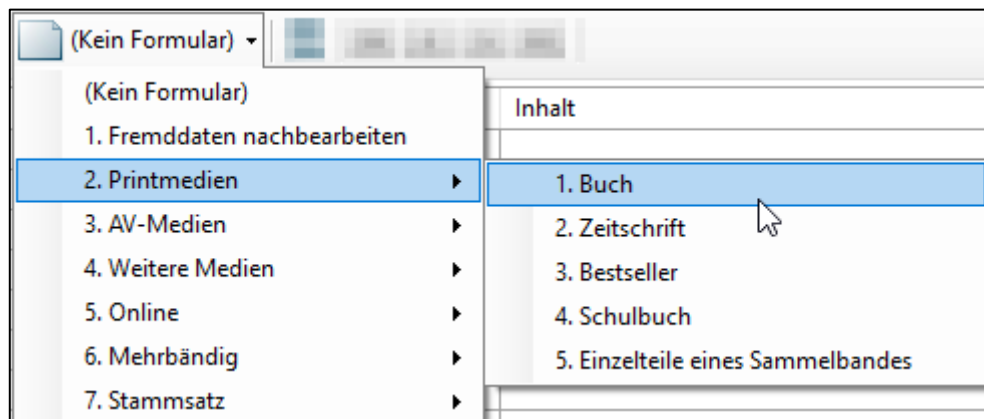 (Kein Formular)
(Kein Formular)
1. Fremddaten nachbearbeiten
2. Printmedien
3. AV-Medien
4. Weitere Medien
5. Online
6. Mehrbändig
7. Stammsatz
Inhalt
1. Buch
2. Zeitschrift
3. Bestseller
4. Schulbuch
5. Einzelteile eines Sammelbandes